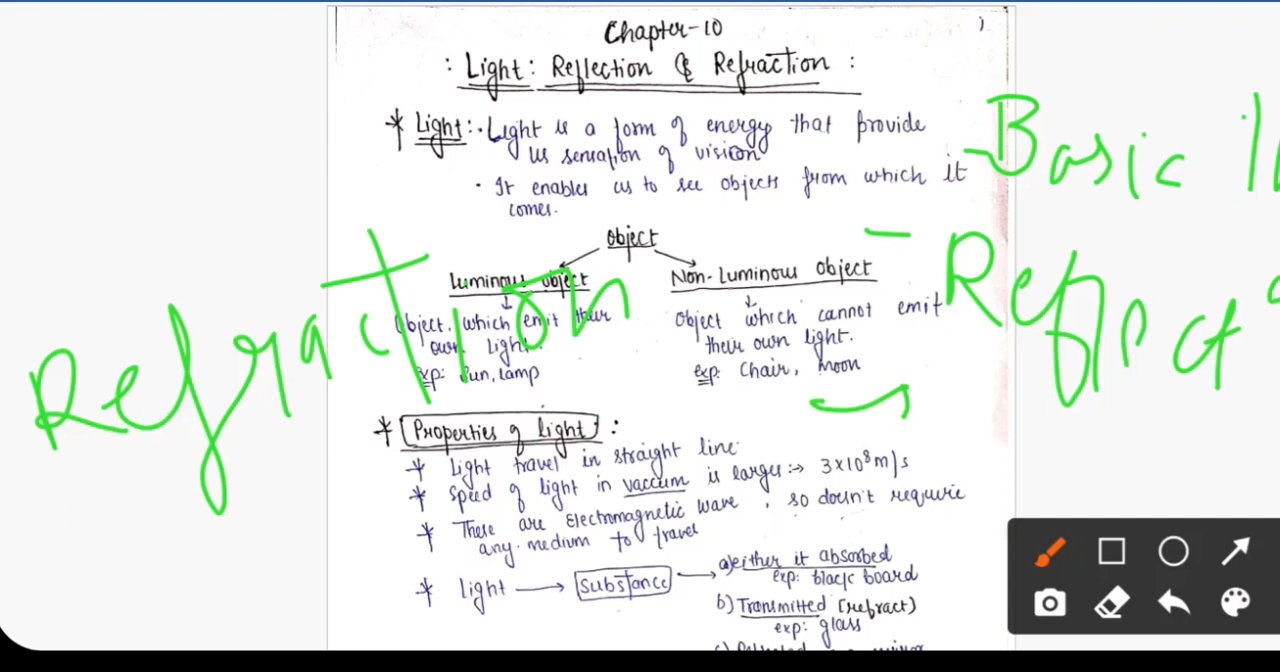 Chapter-10
1
: Light: Reflection & Refraction :
* Light:· Light is a form of energy that provide
us sensation of vision
· It enables us to see objects from which it
comes.
Object
Luminous object
Non-Luminous object
Object, which emit their
own Light.
exp: Sun, lamp
Object which cannot emit
their own light.
exp: Chair, moon
* Properties of light :
* Light travel in straight line·
* Speed of light in vaccum is larges:→ 3×10⁸m/s
* These are Electromagnetic wave, so doesn't require
any medium to travel
* light → Substance → a) either it absorbed
exp: black board
b) Transmitted (refract)
exp: glass
- Basic
- Reflect
Refraction